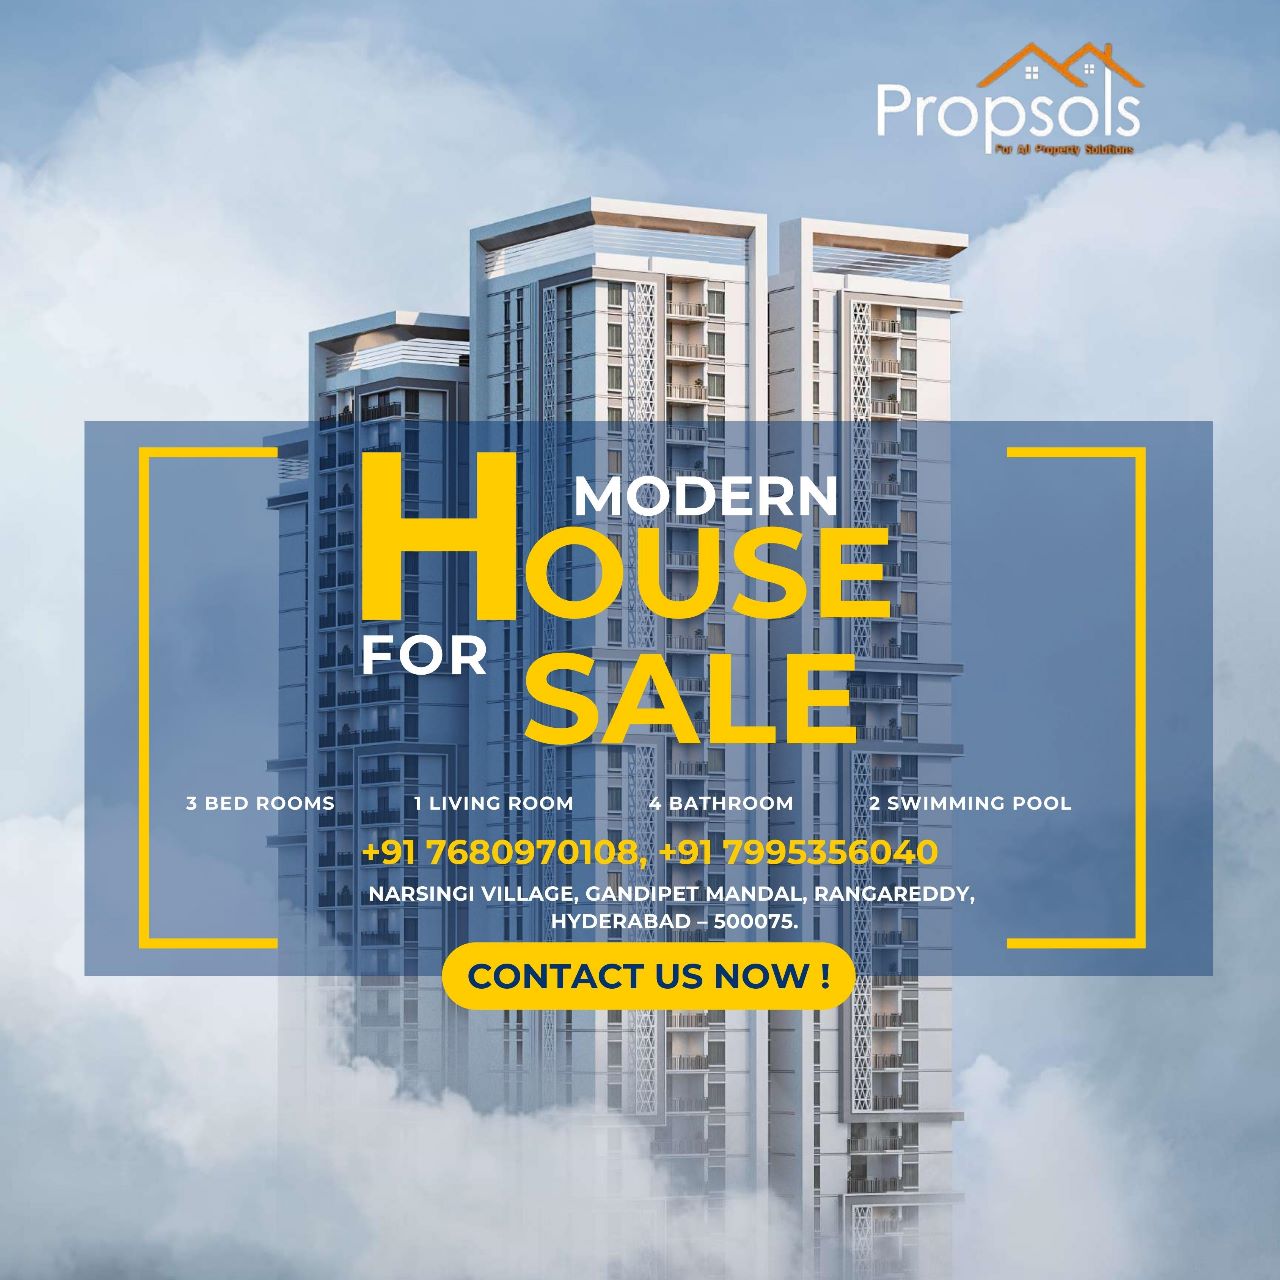 Propsols
For All Property Solutions
MODERN
HOUSE
FOR
SALE
3 BED ROOMS 1 LIVING ROOM 4 BATHROOM 2 SWIMMING POOL
+91 7680970108, +91 7995356040
NARSINGI VILLAGE, GANDIPET MANDAL, RANGAREDDY,
HYDERABAD – 500075.
CONTACT US NOW !